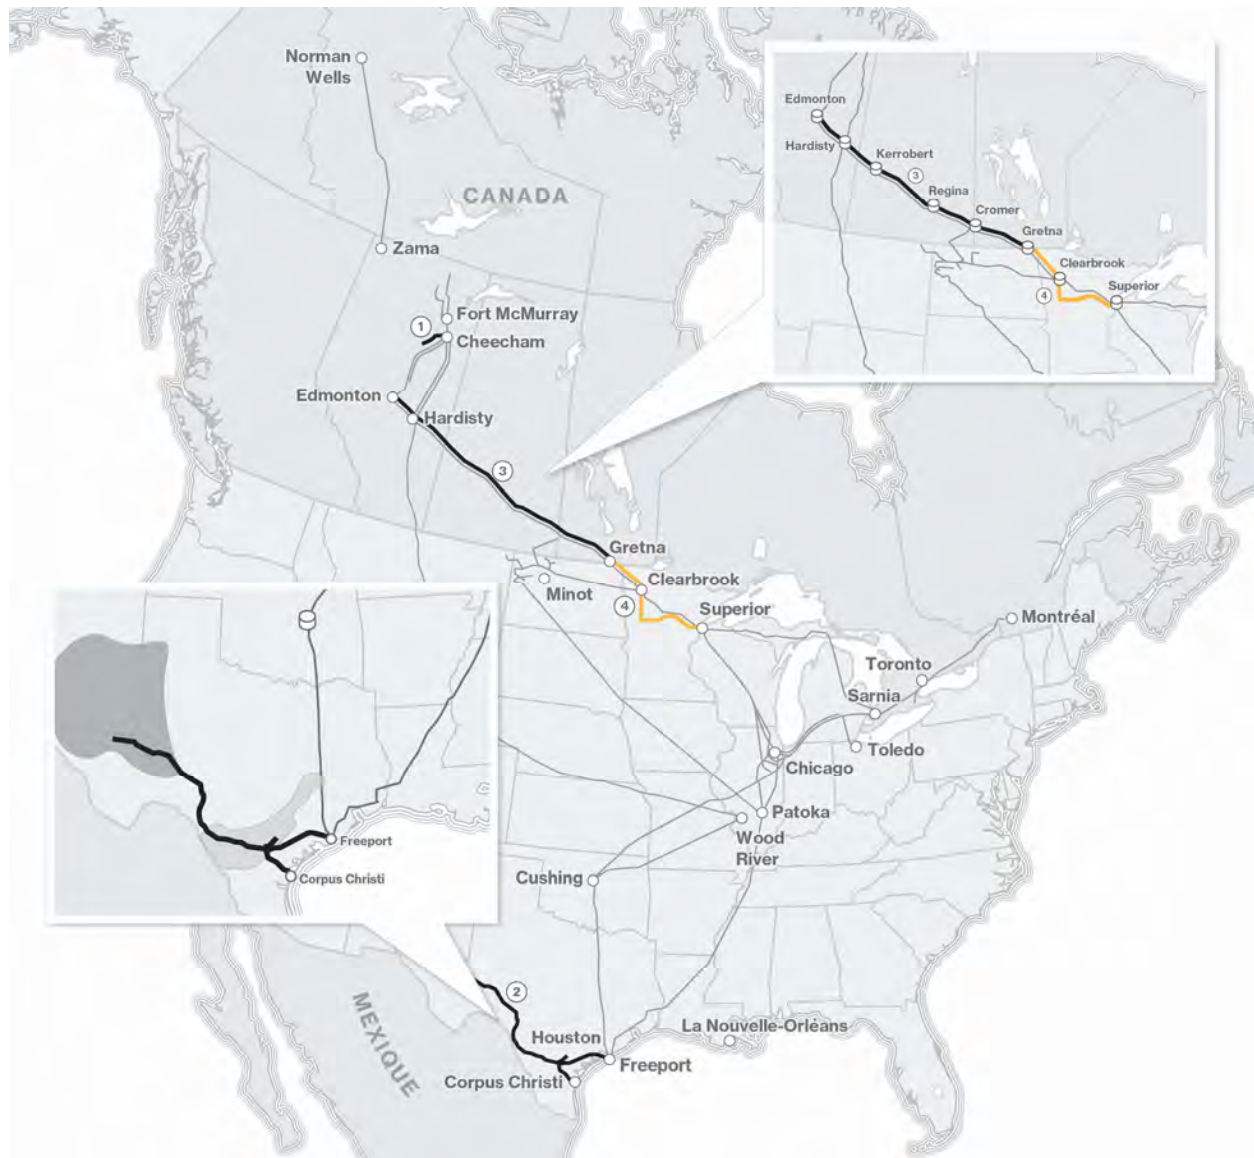 Norman
Wells
CANADA
Zama
1
Fort McMurray
Cheecham
Edmonton
Hardisty
3
Gretna
Clearbrook
Minot
4
Superior
Montréal
Toronto
Sarnia
Toledo
Chicago
Patoka
Wood
River
Cushing
MEXIQUE
2
Houston
La Nouvelle-Orléans
Freeport
Corpus Christi
Edmonton
Hardisty
Kerrobert
3
Regina
Cromer
Gretna
Clearbrook
4
Superior
Freeport
Corpus Christi